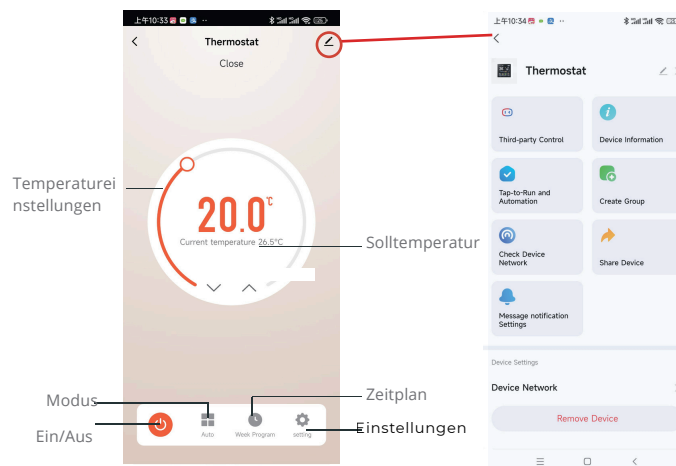 上午10:33
Thermostat
Close
Temperaturei
nstellungen
20.0℃
Current temperature 26.5°C
Solltemperatur
Modus
Ein/Aus
Zeitplan
Einstellungen
Auto
Week Program
setting
上午10:34
Thermostat
Third-party Control
Device Information
Tap-to-Run and
Automation
Create Group
Check Device
Network
Share Device
Message notification
Settings
Device Settings
Device Network
Remove Device